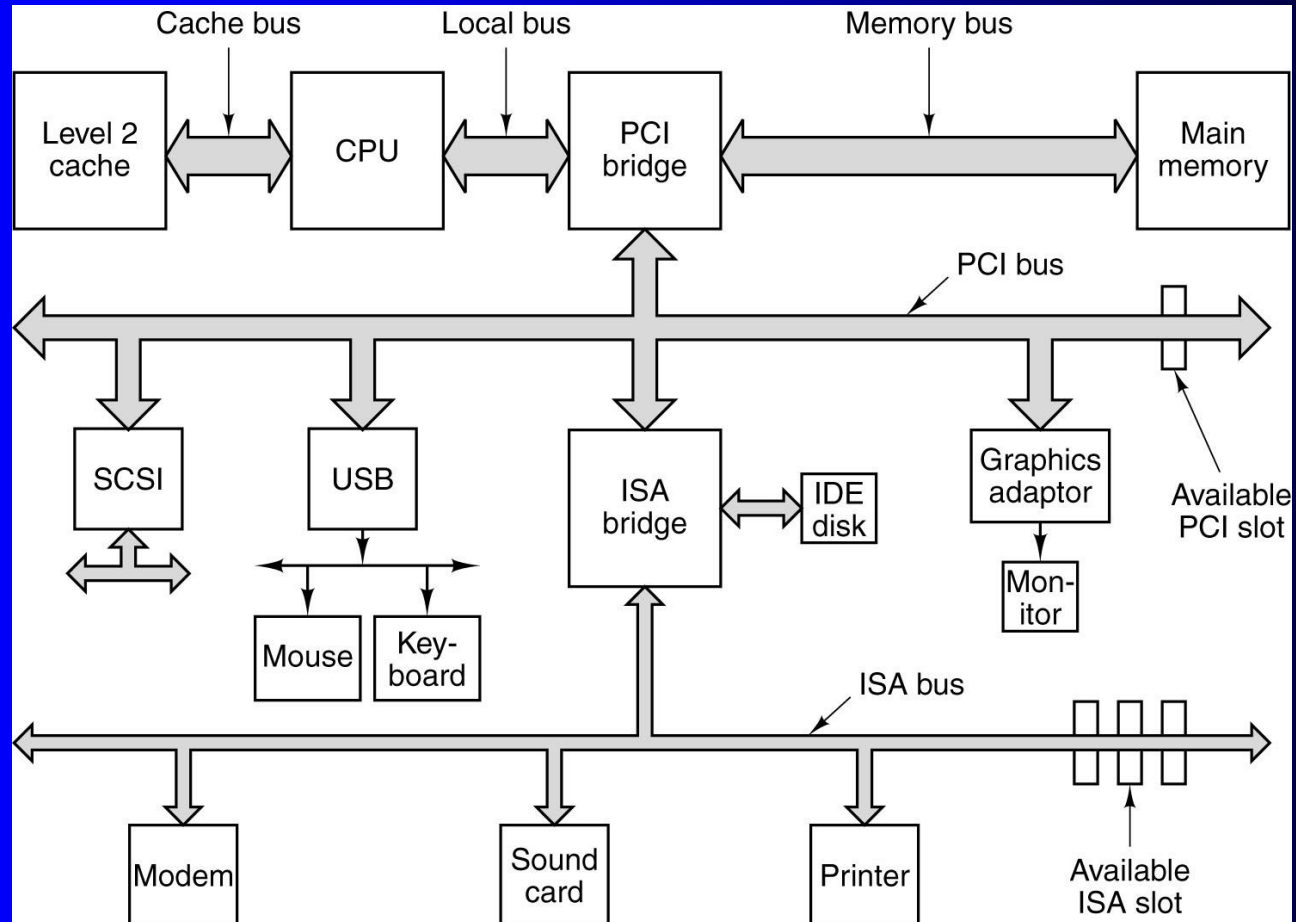 Cache bus
Local bus
Memory bus
Level 2
cache
CPU
PCI
bridge
Main
memory
PCI bus
SCSI
USB
ISA
bridge
IDE
disk
Graphics
adaptor
Available
PCI slot
Mon-
itor
Mouse
Key-
board
ISA bus
Modem
Sound
card
Printer
Available
ISA slot